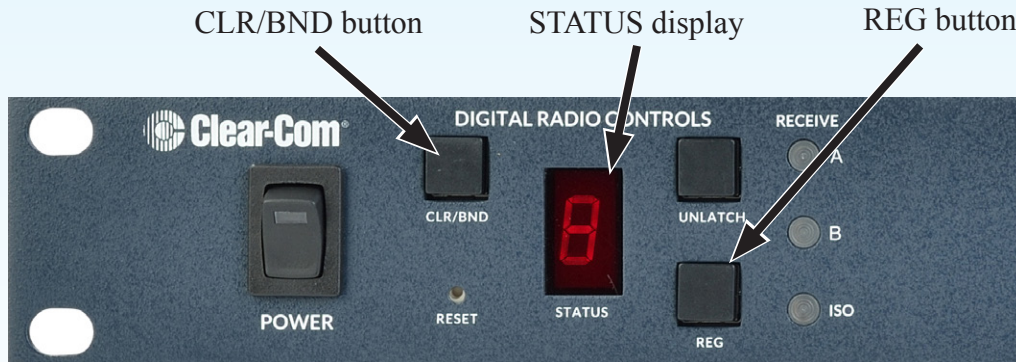 CLR/BND button
STATUS display
REG button
Clear-Com
DIGITAL RADIO CONTROLS
RECEIVE
A
CLR/BND
UNLATCH
B
8
POWER
RESET
STATUS
ISO
REG